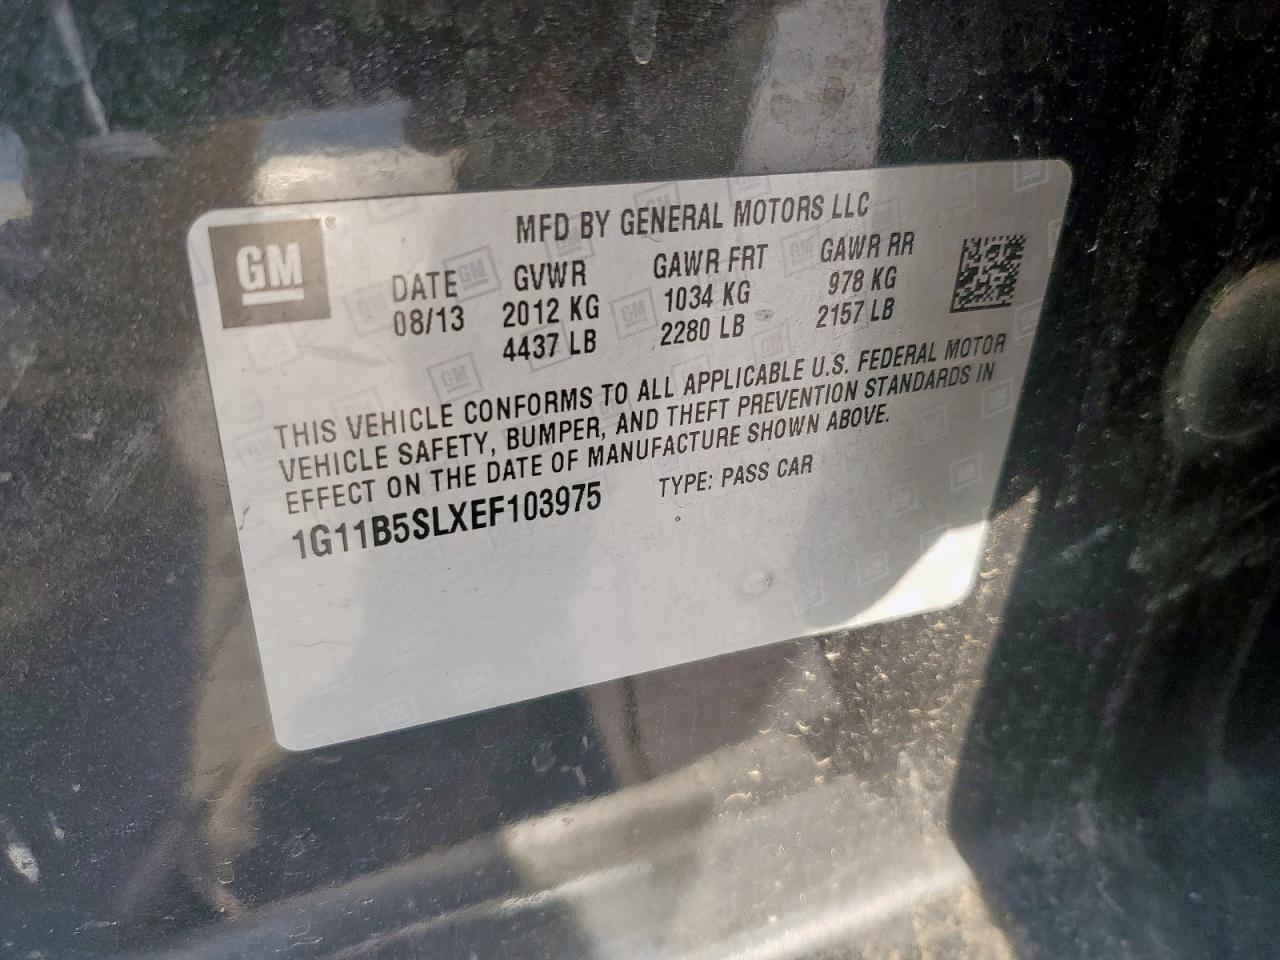 GM
MFD BY GENERAL MOTORS LLC
DATE GVWR GAWR FRT GAWR RR
08/13 2012 KG 1034 KG 978 KG
4437 LB 2280 LB 2157 LB
THIS VEHICLE CONFORMS TO ALL APPLICABLE U.S. FEDERAL MOTOR
VEHICLE SAFETY, BUMPER, AND THEFT PREVENTION STANDARDS IN
EFFECT ON THE DATE OF MANUFACTURE SHOWN ABOVE.
1G11B5SLXEF103975 TYPE: PASS CAR